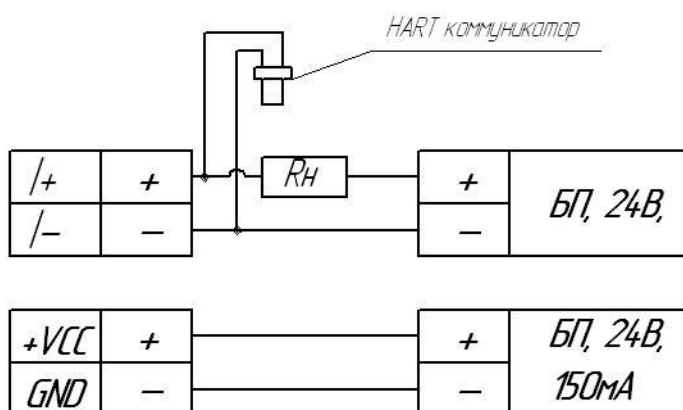 HART коммуникатор
I+ + Rн + БП, 24В,
I- - -
+VCC + + БП, 24В,
GND - - 150мА